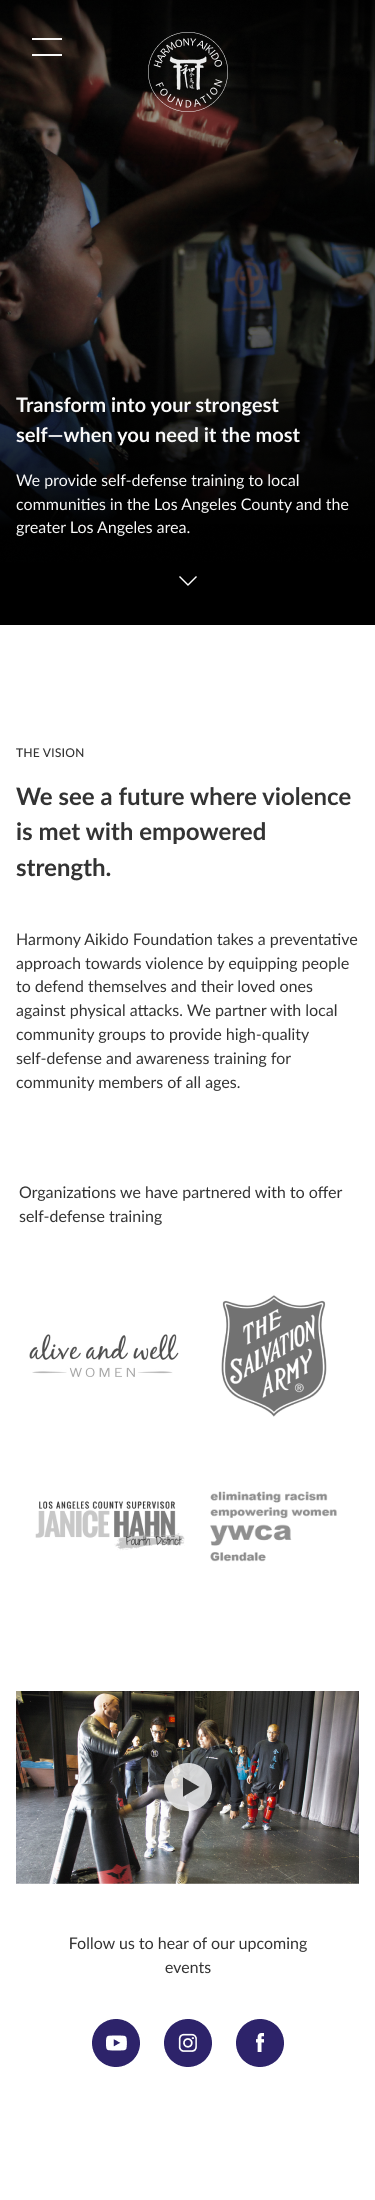 HARMONY AIKIDO
FOUNDATION
Transform into your strongest
self—when you need it the most
We provide self-defense training to local
communities in the Los Angeles County and the
greater Los Angeles area.
THE VISION
We see a future where violence
is met with empowered
strength.
Harmony Aikido Foundation takes a preventative
approach towards violence by equipping people
to defend themselves and their loved ones
against physical attacks. We partner with local
community groups to provide high-quality
self-defense and awareness training for
community members of all ages.
Organizations we have partnered with to offer
self-defense training
alive and well
WOMEN
THE
SALVATION
ARMY
®
LOS ANGELES COUNTY SUPERVISOR
JANICE HAHN
Fourth District
eliminating racism
empowering women
ywca
Glendale
Follow us to hear of our upcoming
events